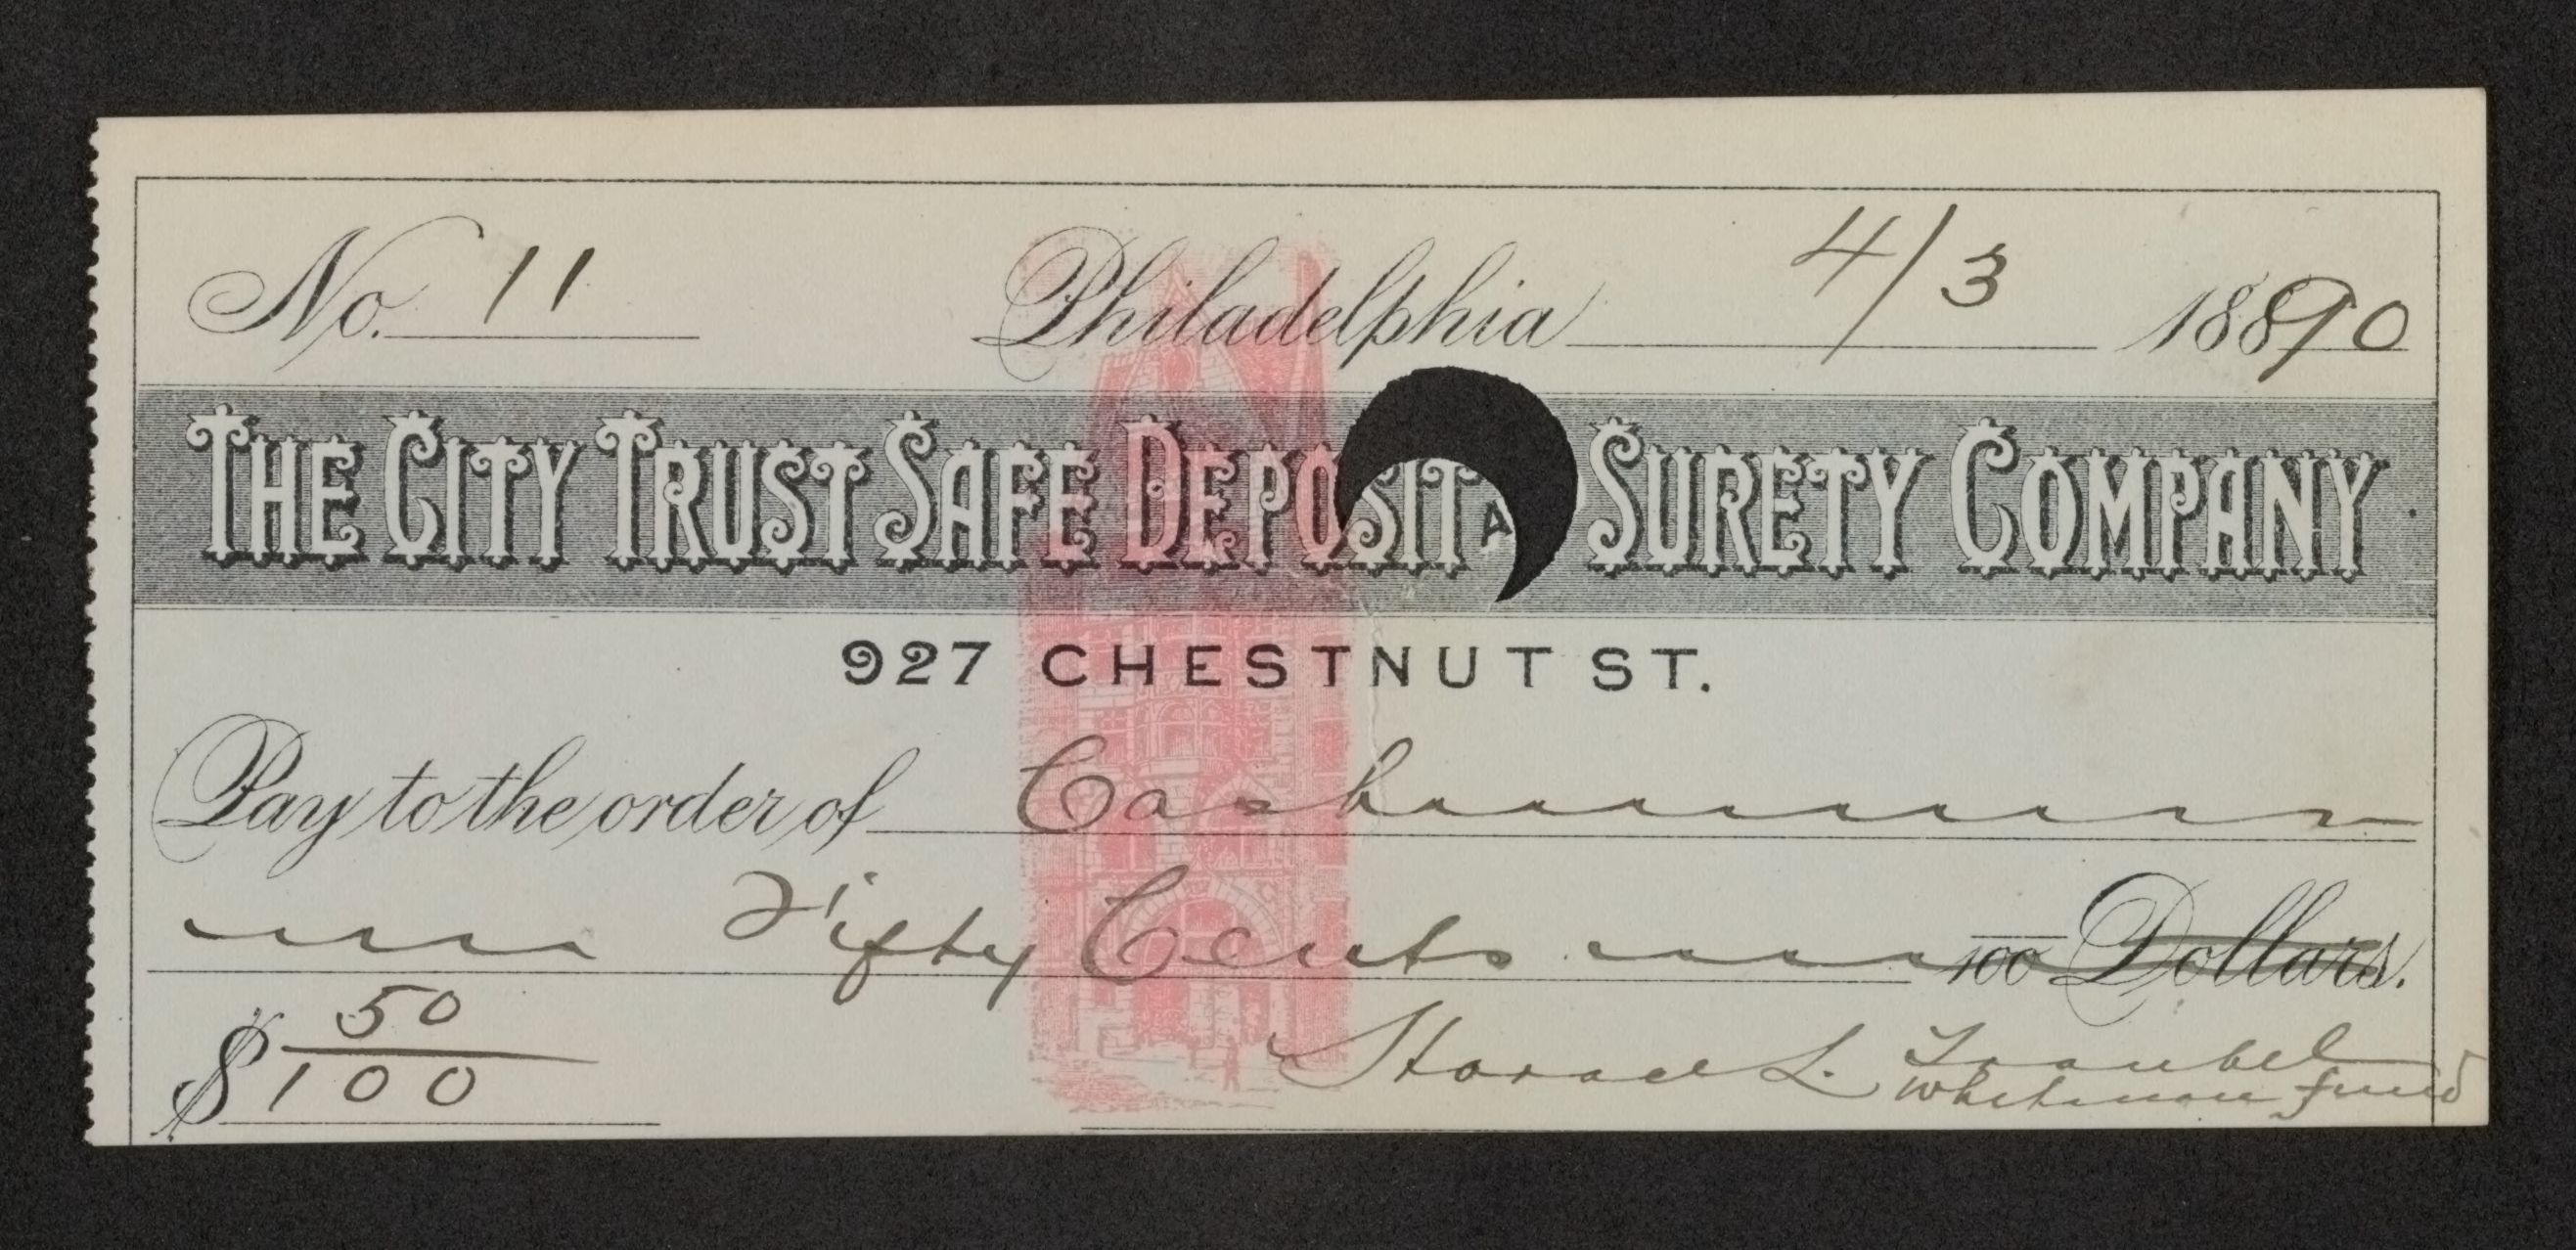 No. 11 Philadelphia 4/3 18890
THE CITY TRUST SAFE DEPOSIT A SURETY COMPANY
927 CHESTNUT ST.
Pay to the order of Cash
Fifty Cents 100 Dollars.
$ 50/100 Horace L. Traubel
Whitman Fund